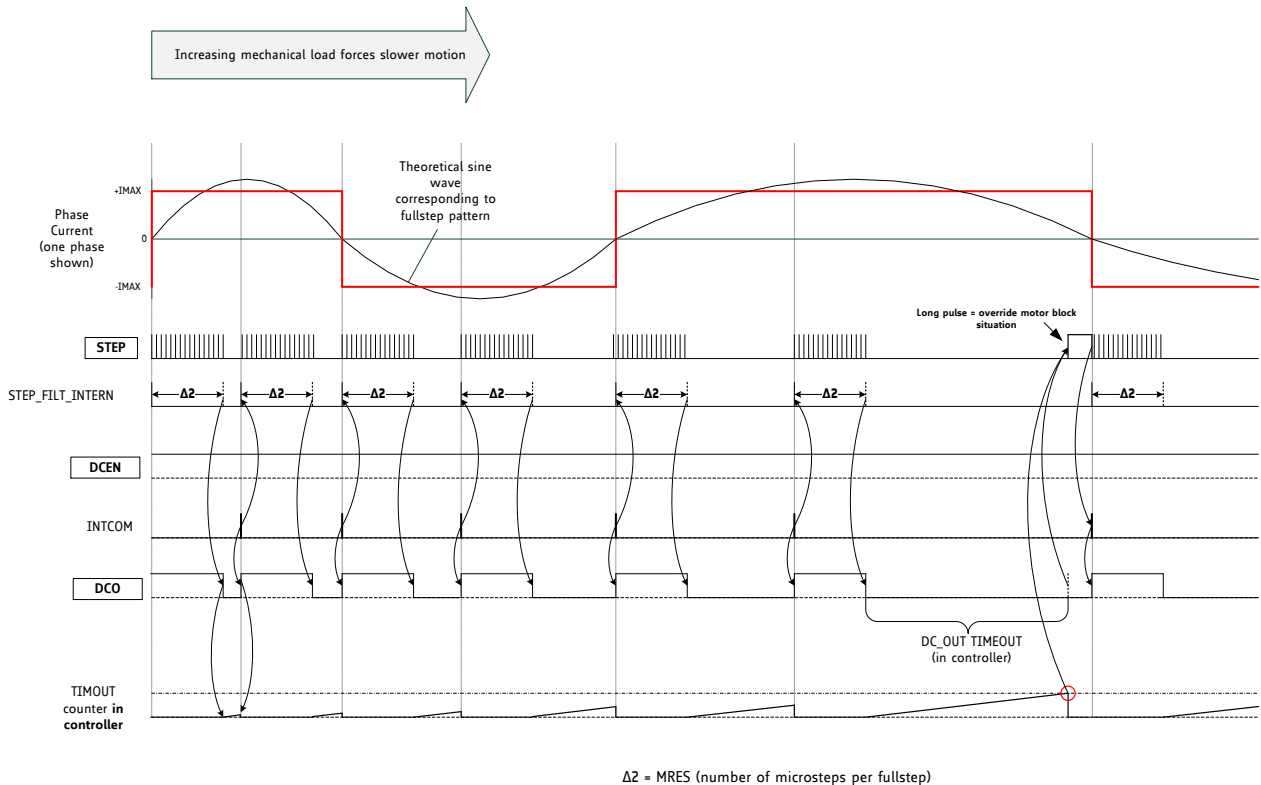 Increasing mechanical load forces slower motion
Theoretical sine
wave
corresponding to
fullstep pattern
+IMAX
Phase
Current
(one phase
shown)
0
-IMAX
Long pulse = override motor block
situation
STEP
STEP_FILT_INTERN
Δ2
Δ2
Δ2
Δ2
Δ2
Δ2
Δ2
DCEN
INTCOM
DCO
DC_OUT TIMEOUT
(in controller)
TIMOUT
counter in
controller
Δ2 = MRES (number of microsteps per fullstep)